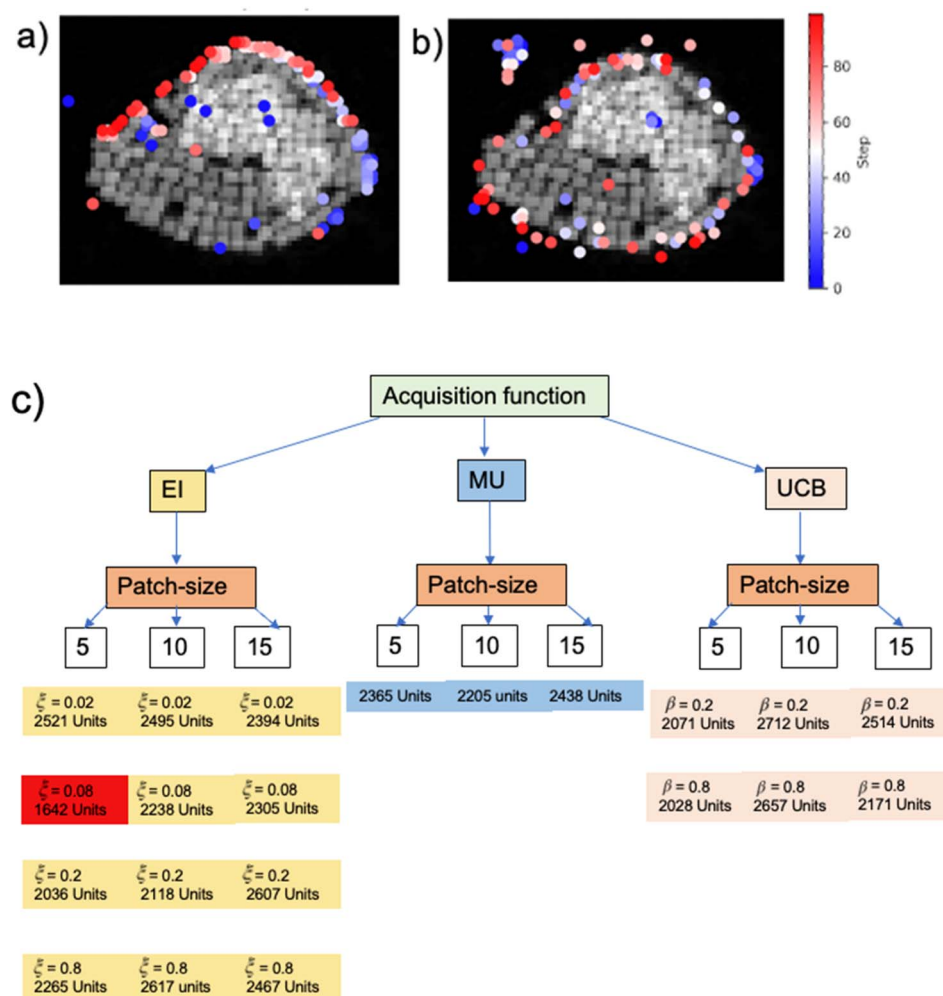 a)
b)
80
60
40
20
0
Step
c)
Acquisition function
EI
MU
UCB
Patch-size
Patch-size
Patch-size
5
10
15
5
10
15
5
10
15
ξ = 0.02
2521 Units
ξ = 0.02
2495 Units
ξ = 0.02
2394 Units
2365 Units
2205 units
2438 Units
β = 0.2
2071 Units
β = 0.2
2712 Units
β = 0.2
2514 Units
ξ = 0.08
1642 Units
ξ = 0.08
2238 Units
ξ = 0.08
2305 Units
β = 0.8
2028 Units
β = 0.8
2657 Units
β = 0.8
2171 Units
ξ = 0.2
2036 Units
ξ = 0.2
2118 Units
ξ = 0.2
2607 Units
ξ = 0.8
2265 Units
ξ = 0.8
2617 units
ξ = 0.8
2467 Units